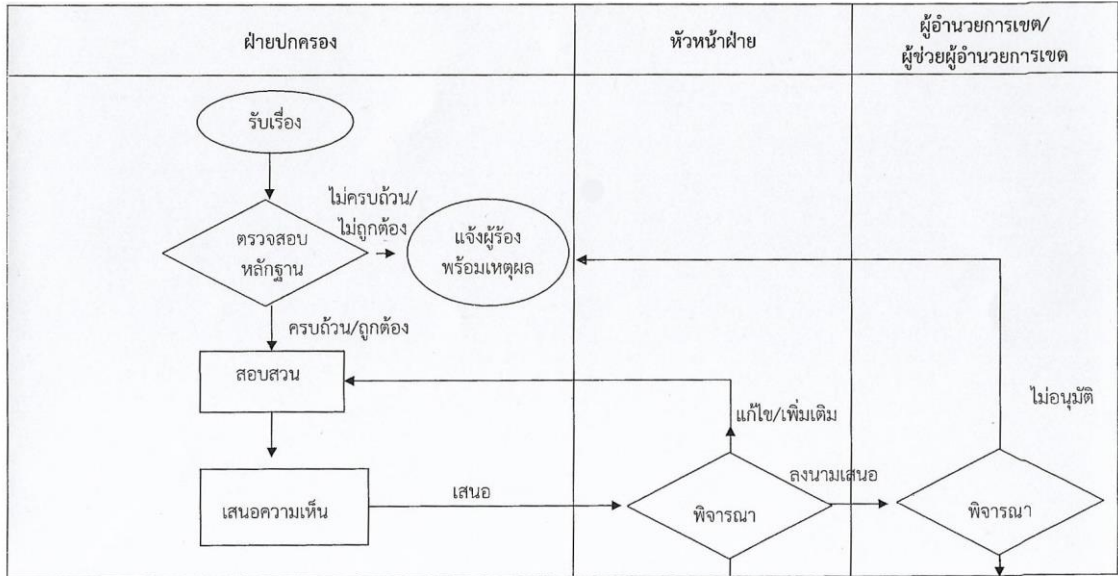 ฝ่ายปกครอง
หัวหน้าฝ่าย
ผู้อำนวยการเขต/
ผู้ช่วยผู้อำนวยการเขต
รับเรื่อง
ไม่ครบถ้วน/
ไม่ถูกต้อง
ตรวจสอบ
หลักฐาน
แจ้งผู้ร้อง
พร้อมเหตุผล
ครบถ้วน/ถูกต้อง
สอบสวน
แก้ไข/เพิ่มเติม
ไม่อนุมัติ
เสนอความเห็น
เสนอ
พิจารณา
ลงนามเสนอ
พิจารณา